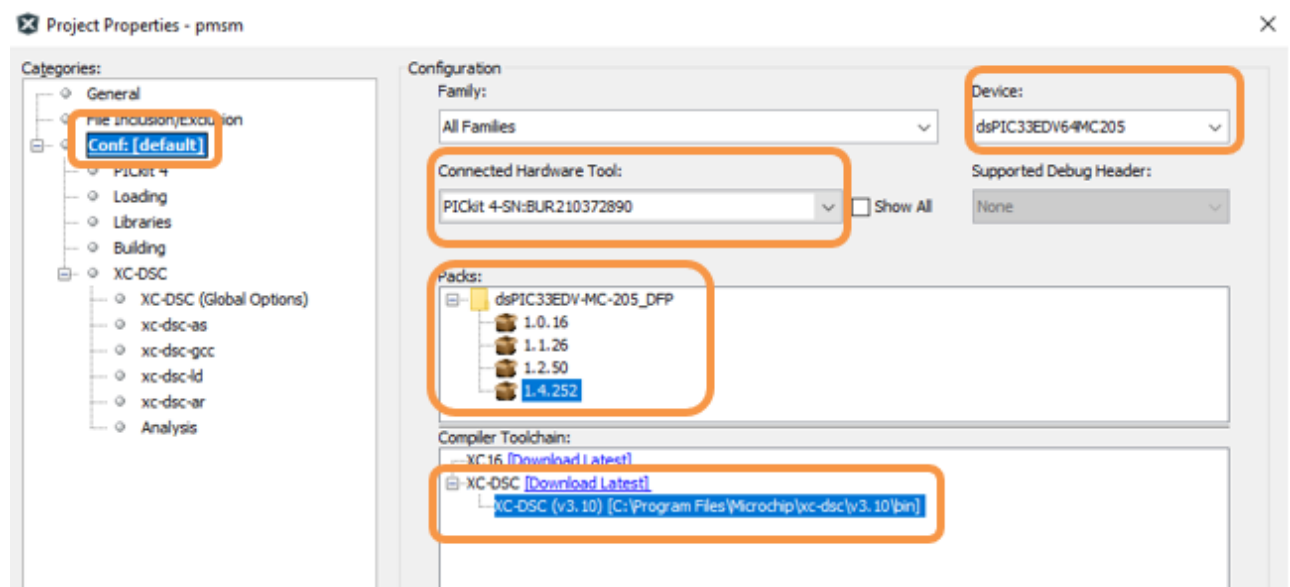 Project Properties - pmsm
Categories:
General
File Inclusion/Exclusion
Conf: [default]
PICkit 4
Loading
Libraries
Building
XC-DSC
XC-DSC (Global Options)
xc-dsc-as
xc-dsc-gcc
xc-dsc-ld
xc-dsc-ar
Analysis
Configuration
Family:
All Families
Device:
dsPIC33EDV64MC205
Connected Hardware Tool:
PICkit 4-SN:BUR210372890
Show All
Supported Debug Header:
None
Packs:
dsPIC33EDV-MC-205_DFP
1.0.16
1.1.26
1.2.50
1.4.252
Compiler Toolchain:
XC16 [Download Latest]
XC-DSC [Download Latest]
XC-DSC (v3.10) [C:\Program Files\Microchip\xc-dsc\v3.10\bin]